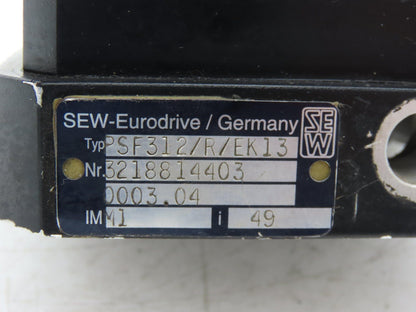 SEW-Eurodrive / Germany SEW
Typ PSF312/R/EK13
Nr. 3218814403
0003.04
IM M1 i 49